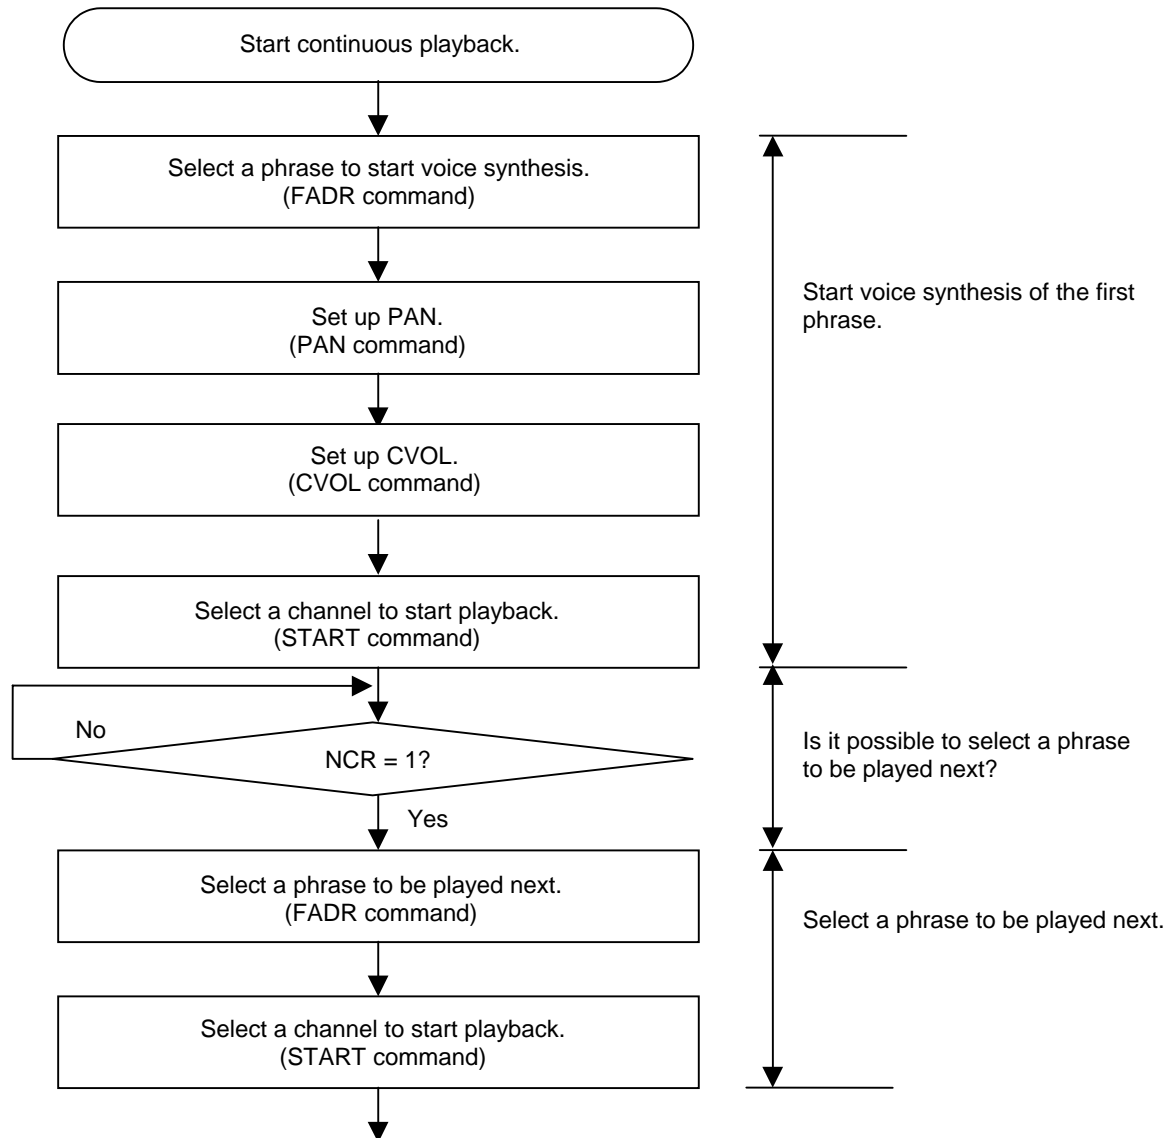 Start continuous playback.
Select a phrase to start voice synthesis.
(FADR command)
Set up PAN.
(PAN command)
Start voice synthesis of the first
phrase.
Set up CVOL.
(CVOL command)
Select a channel to start playback.
(START command)
No
NCR = 1?
Is it possible to select a phrase
to be played next?
Yes
Select a phrase to be played next.
(FADR command)
Select a phrase to be played next.
Select a channel to start playback.
(START command)